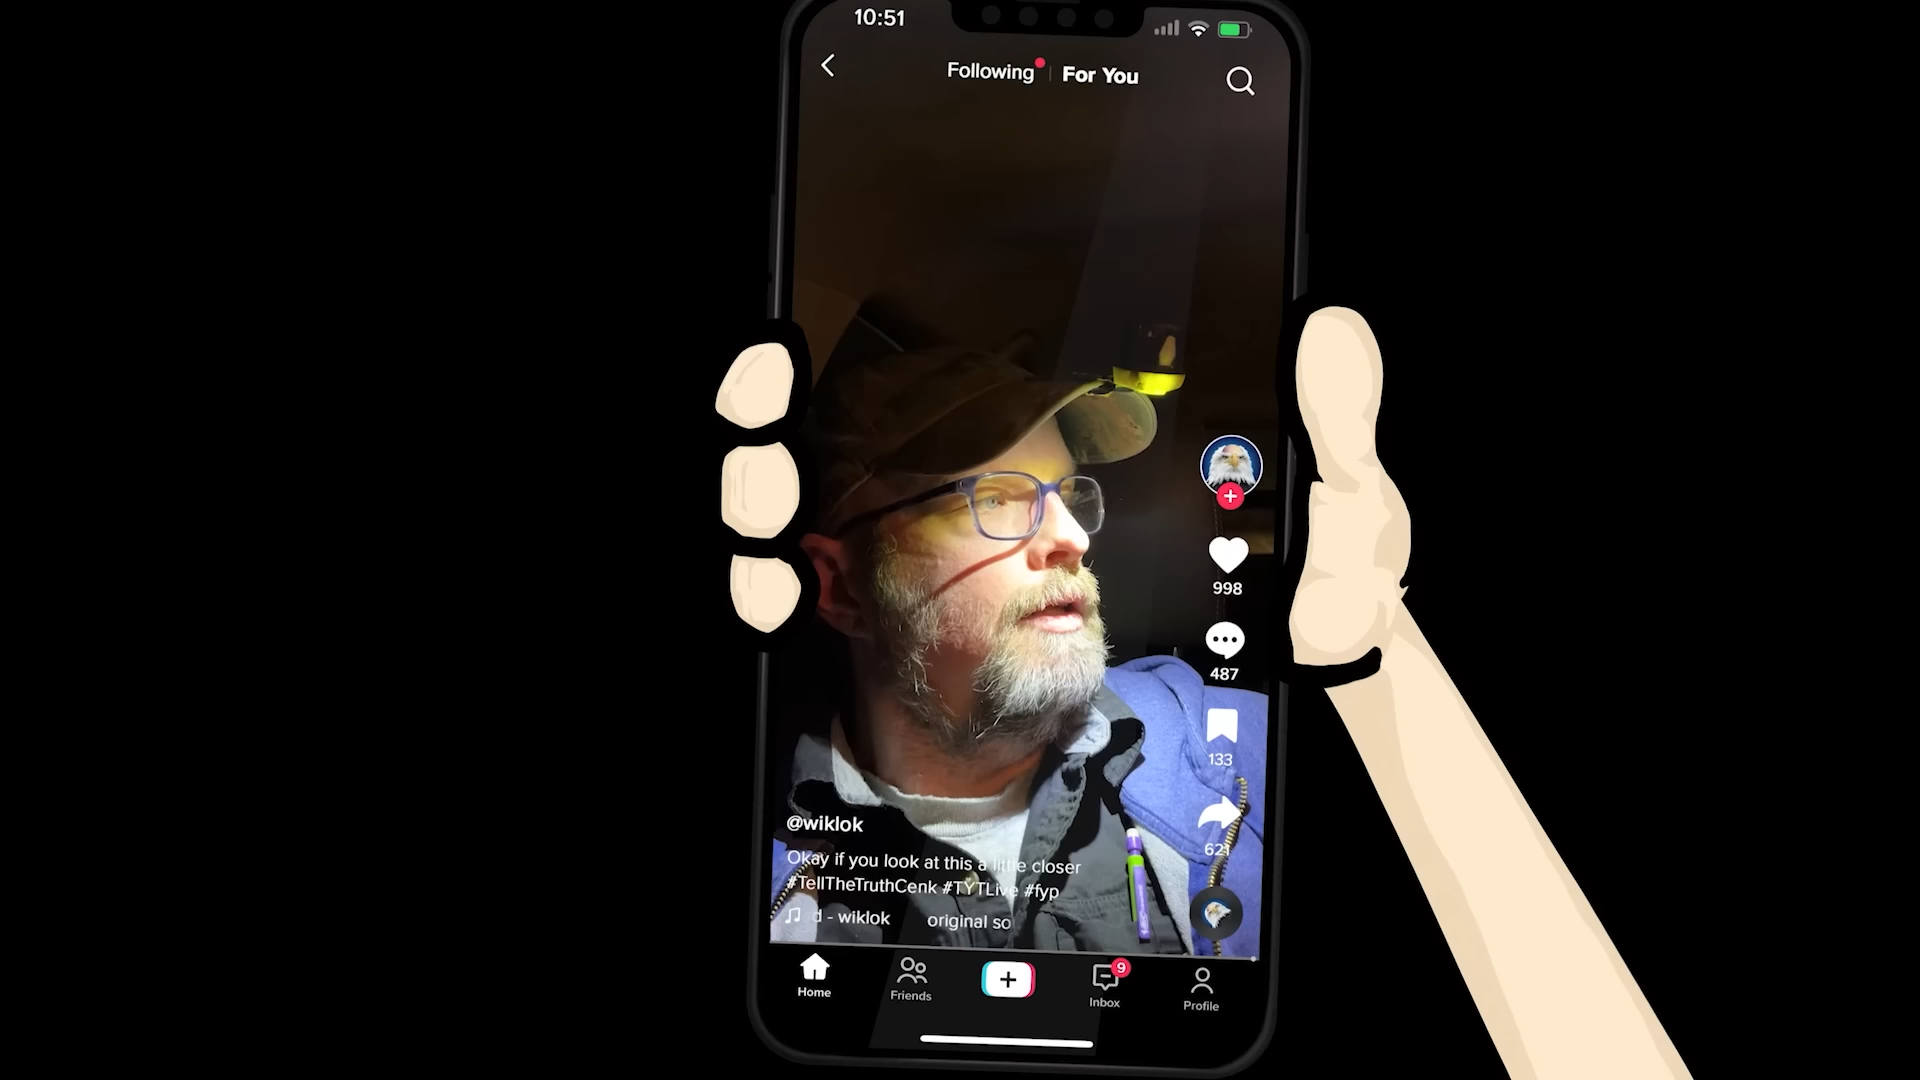 10:51
Following
For You
998
487
133
621
@wiklok
Okay if you look at this a little closer
#TellTheTruthCenk #TYTLive #fyp
d - wiklok original so
Home
Friends
Inbox
9
Profile